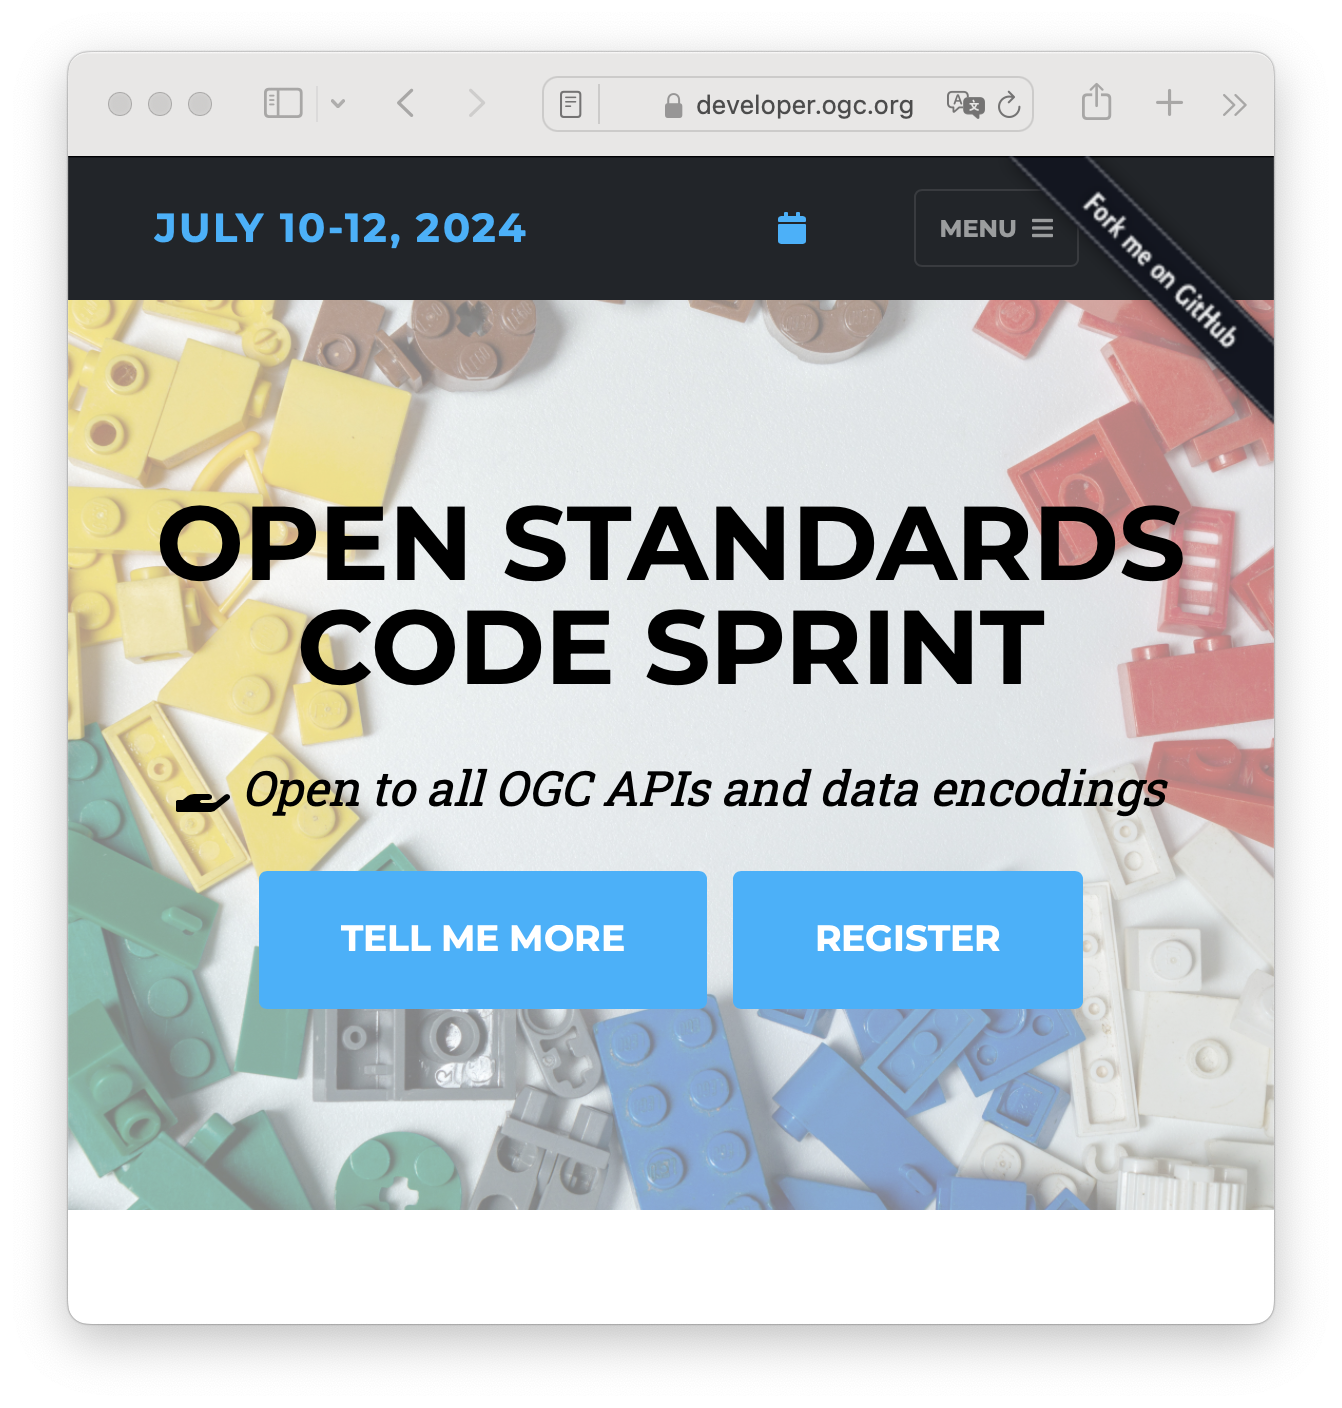 developer.ogc.org
JULY 10-12, 2024
MENU
Fork me on GitHub
OPEN STANDARDS
CODE SPRINT
Open to all OGC APIs and data encodings
TELL ME MORE
REGISTER